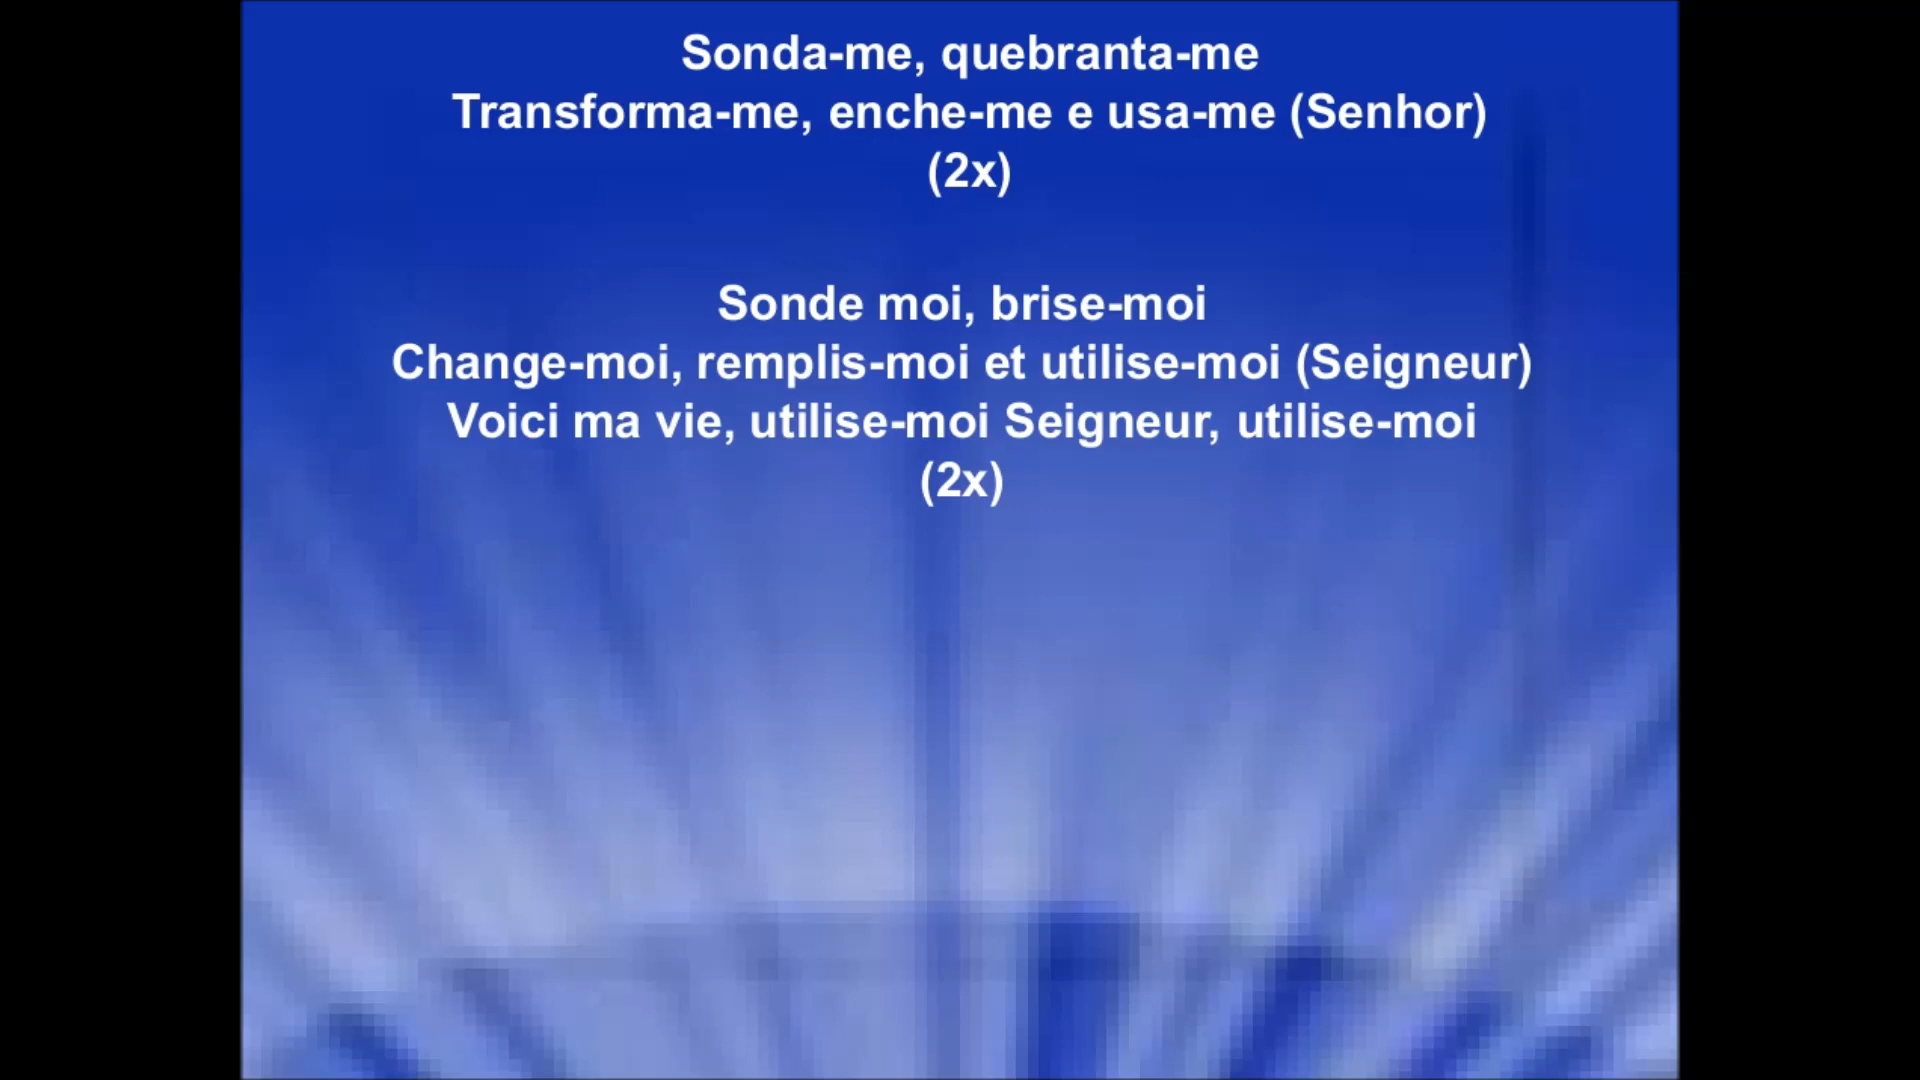 Sonda-me, quebranta-me
Transforma-me, enche-me e usa-me (Senhor)
(2x)
Sonde moi, brise-moi
Change-moi, remplis-moi et utilise-moi (Seigneur)
Voici ma vie, utilise-moi Seigneur, utilise-moi
(2x)